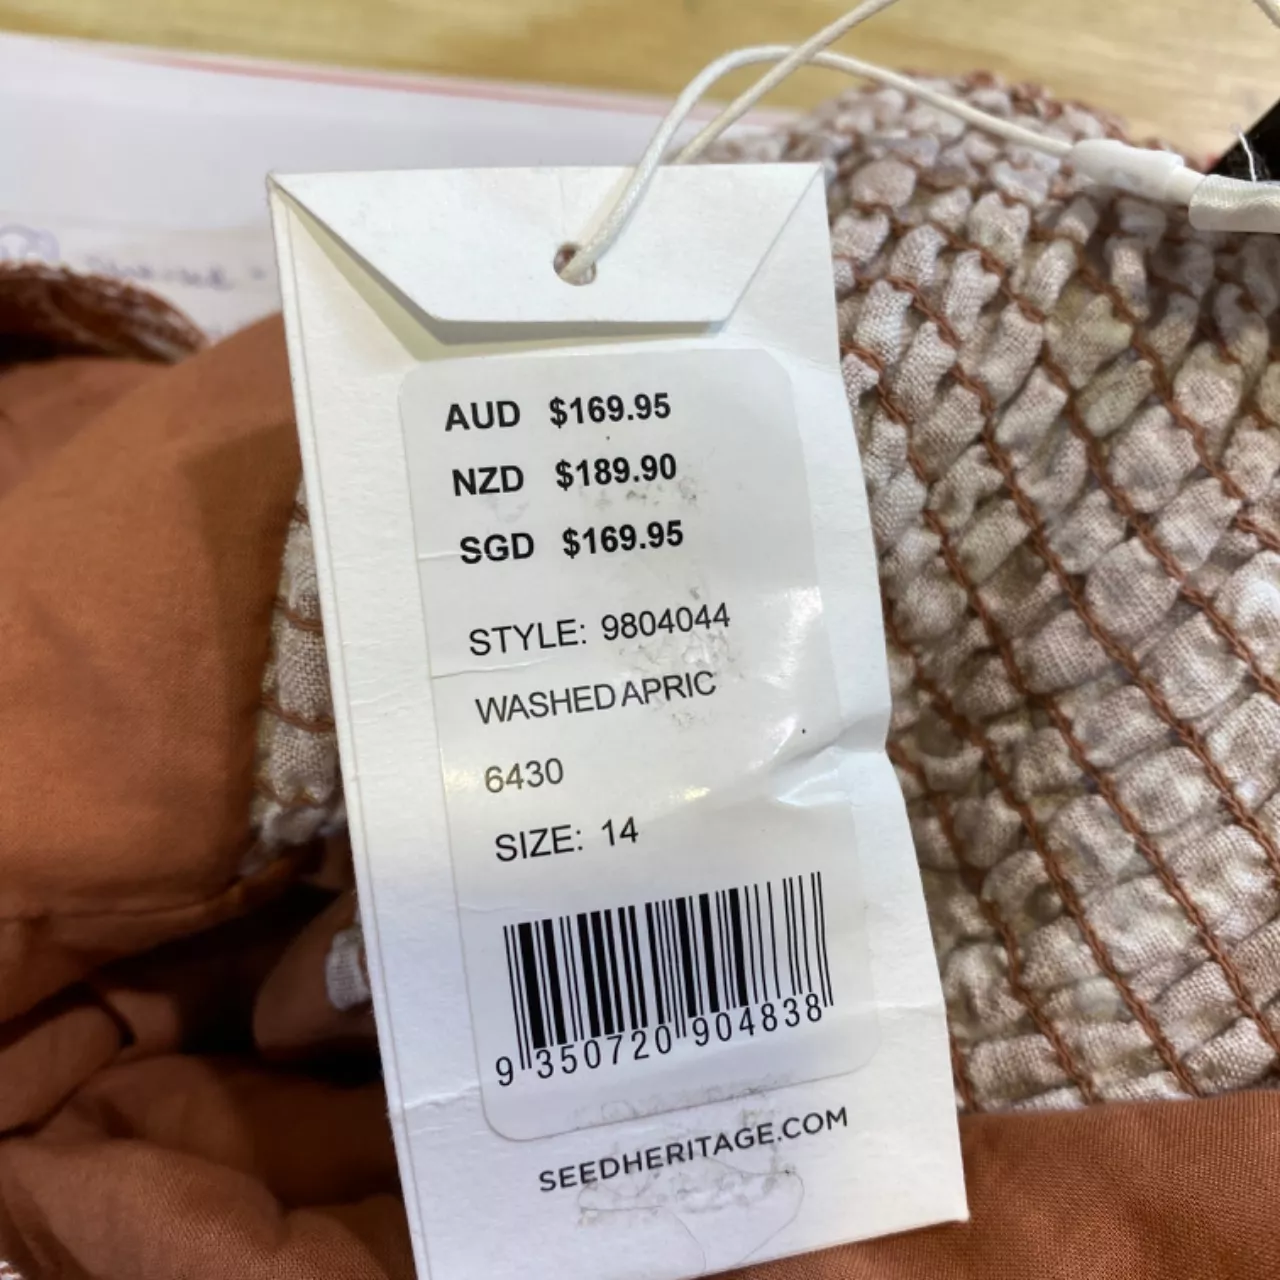 AUD $169.95
NZD $189.90
SGD $169.95
STYLE: 9804044
WASHED APRIC
6430
SIZE: 14
9 350720 904838
SEEDHERITAGE.COM